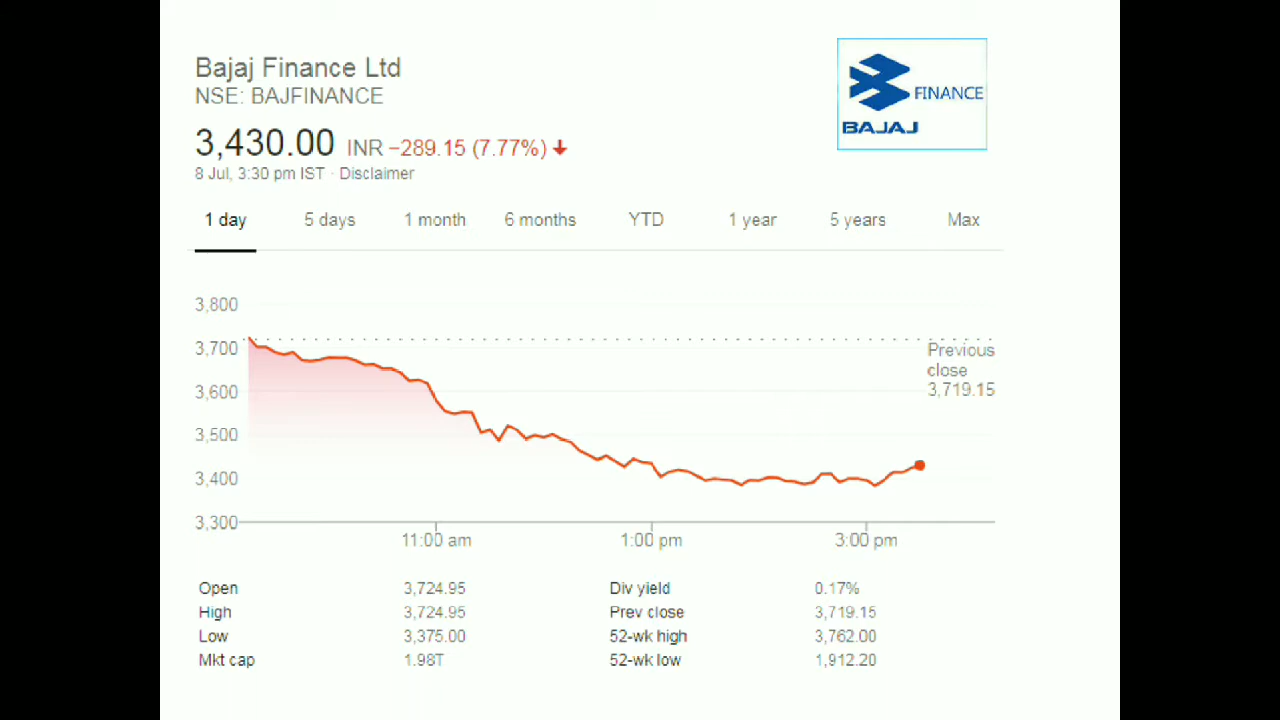 Bajaj Finance Ltd
NSE: BAJFINANCE
3,430.00 INR −289.15 (7.77%)
8 Jul, 3:30 pm IST · Disclaimer
FINANCE
BAJAJ
1 day 5 days 1 month 6 months YTD 1 year 5 years Max
3,800
3,700
3,600
3,500
3,400
3,300
Previous
close
3,719.15
11:00 am 1:00 pm 3:00 pm
Open 3,724.95 Div yield 0.17%
High 3,724.95 Prev close 3,719.15
Low 3,375.00 52-wk high 3,762.00
Mkt cap 1.98T 52-wk low 1,912.20